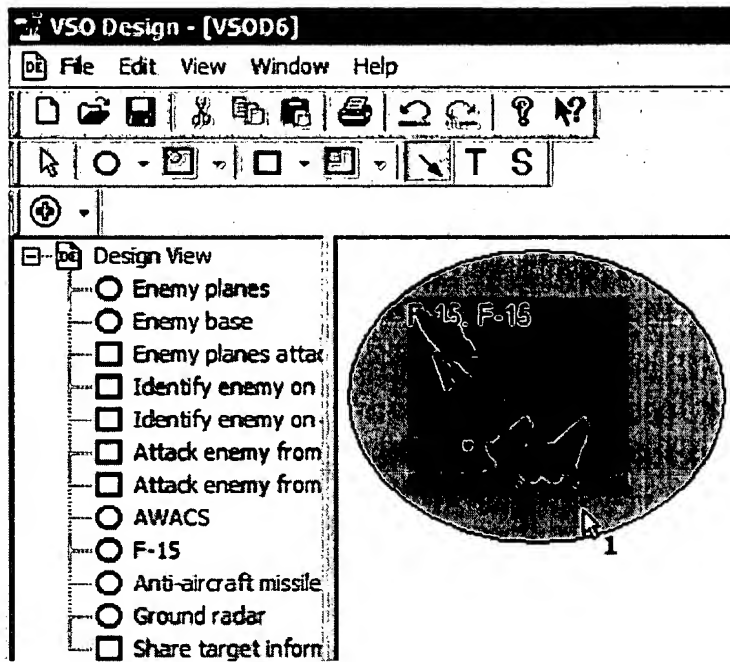 VSO Design - [VSOD6]
DE File Edit View Window Help
T S
DE Design View
Enemy planes
Enemy base
Enemy planes attac
Identify enemy on
Identify enemy on
Attack enemy from
Attack enemy from
AWACS
F-15
Anti-aircraft missile
Ground radar
Share target inform
F-15, F-15
1